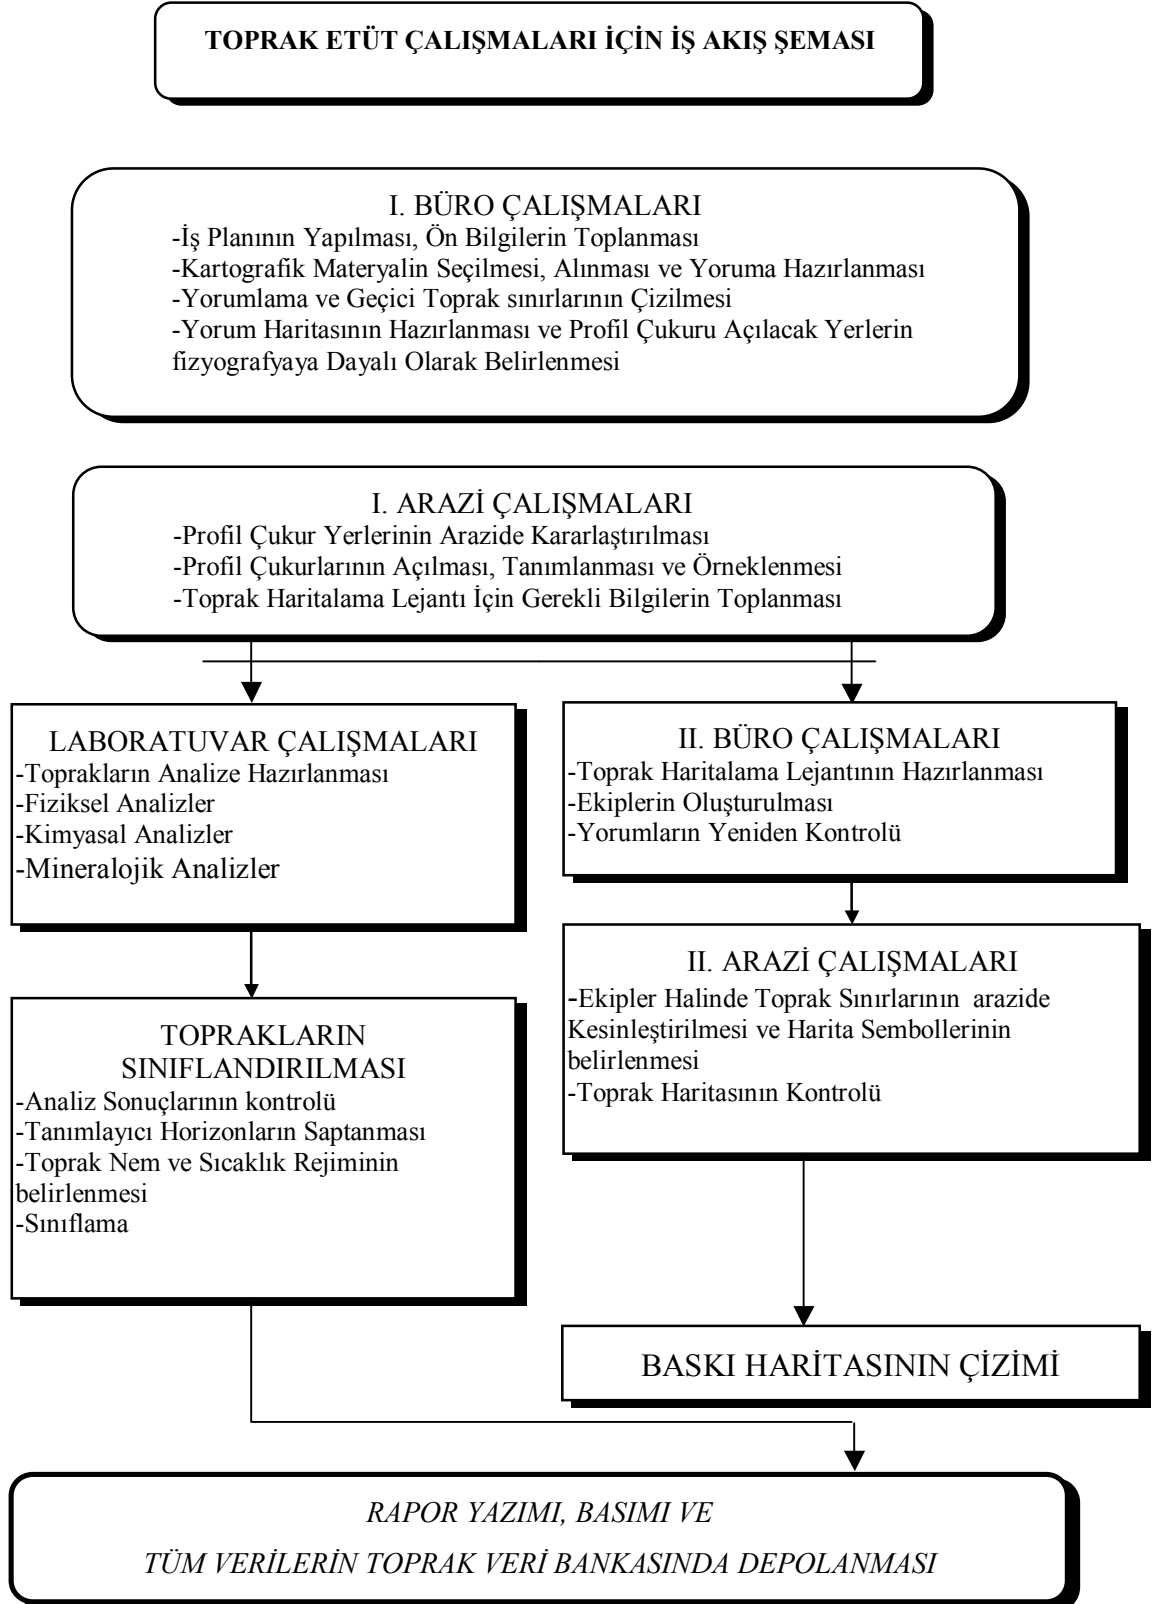 TOPRAK ETÜT ÇALIŞMALARI İÇİN İŞ AKIŞ ŞEMASI
I. BÜRO ÇALIŞMALARI
-İş Planının Yapılması, Ön Bilgilerin Toplanması
-Kartografik Materyalin Seçilmesi, Alınması ve Yoruma Hazırlanması
-Yorumlama ve Geçici Toprak sınırlarının Çizilmesi
-Yorum Haritasının Hazırlanması ve Profil Çukuru Açılacak Yerlerin
fizyografyaya Dayalı Olarak Belirlenmesi
I. ARAZİ ÇALIŞMALARI
-Profil Çukur Yerlerinin Arazide Kararlaştırılması
-Profil Çukurlarının Açılması, Tanımlanması ve Örneklenmesi
-Toprak Haritalama Lejantı İçin Gerekli Bilgilerin Toplanması
LABORATUVAR ÇALIŞMALARI
-Toprakların Analize Hazırlanması
-Fiziksel Analizler
-Kimyasal Analizler
-Mineralojik Analizler
II. BÜRO ÇALIŞMALARI
-Toprak Haritalama Lejantının Hazırlanması
-Ekiplerin Oluşturulması
-Yorumların Yeniden Kontrolü
II. ARAZİ ÇALIŞMALARI
-Ekipler Halinde Toprak Sınırlarının arazide
Kesinleştirilmesi ve Harita Sembollerinin
belirlenmesi
-Toprak Haritasının Kontrolü
TOPRAKLARIN
SINIFLANDIRILMASI
-Analiz Sonuçlarının kontrolü
-Tanımlayıcı Horizonların Saptanması
-Toprak Nem ve Sıcaklık Rejiminin
belirlenmesi
-Sınıflama
BASKI HARİTASININ ÇİZİMİ
RAPOR YAZIMI, BASIMI VE
TÜM VERİLERİN TOPRAK VERİ BANKASINDA DEPOLANMASI